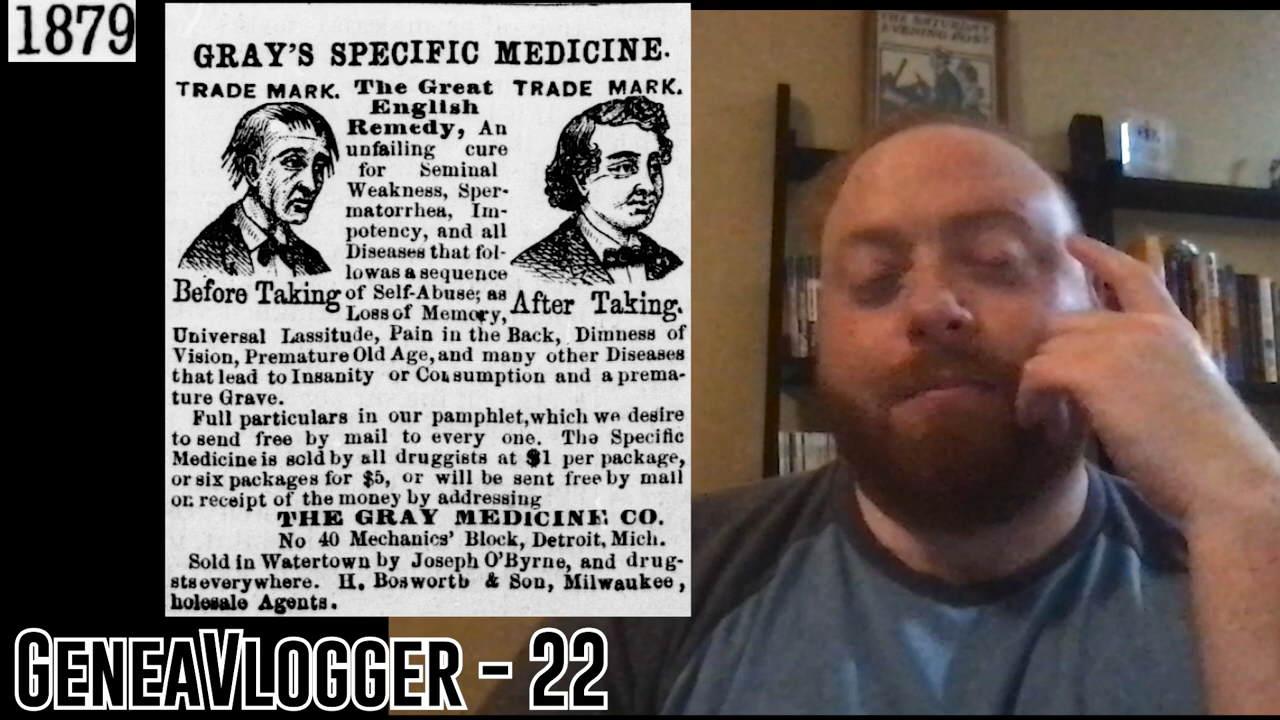 1879
GRAY'S SPECIFIC MEDICINE.
TRADE MARK.
The Great
English
Remedy, An
unfailing cure
for Seminal
Weakness, Sper-
matorrhea, Im-
potency, and all
Diseases that fol-
low as a sequence
of Self-Abuse; as
Loss of Memory,
TRADE MARK.
Before Taking
After Taking.
Universal Lassitude, Pain in the Back, Dimness of
Vision, Premature Old Age, and many other Diseases
that lead to Insanity or Consumption and a prema-
ture Grave.
Full particulars in our pamphlet, which we desire
to send free by mail to every one. The Specific
Medicine is sold by all druggists at $1 per package,
or six packages for $5, or will be sent free by mail
on receipt of the money by addressing
THE GRAY MEDICINE CO.
No 40 Mechanics' Block, Detroit, Mich.
Sold in Watertown by Joseph O'Byrne, and drug-
sts everywhere. H. Bosworth & Son, Milwaukee,
holesale Agents.
THE SATURDAY
EVENING POST
GENEAVLOGGER - 22